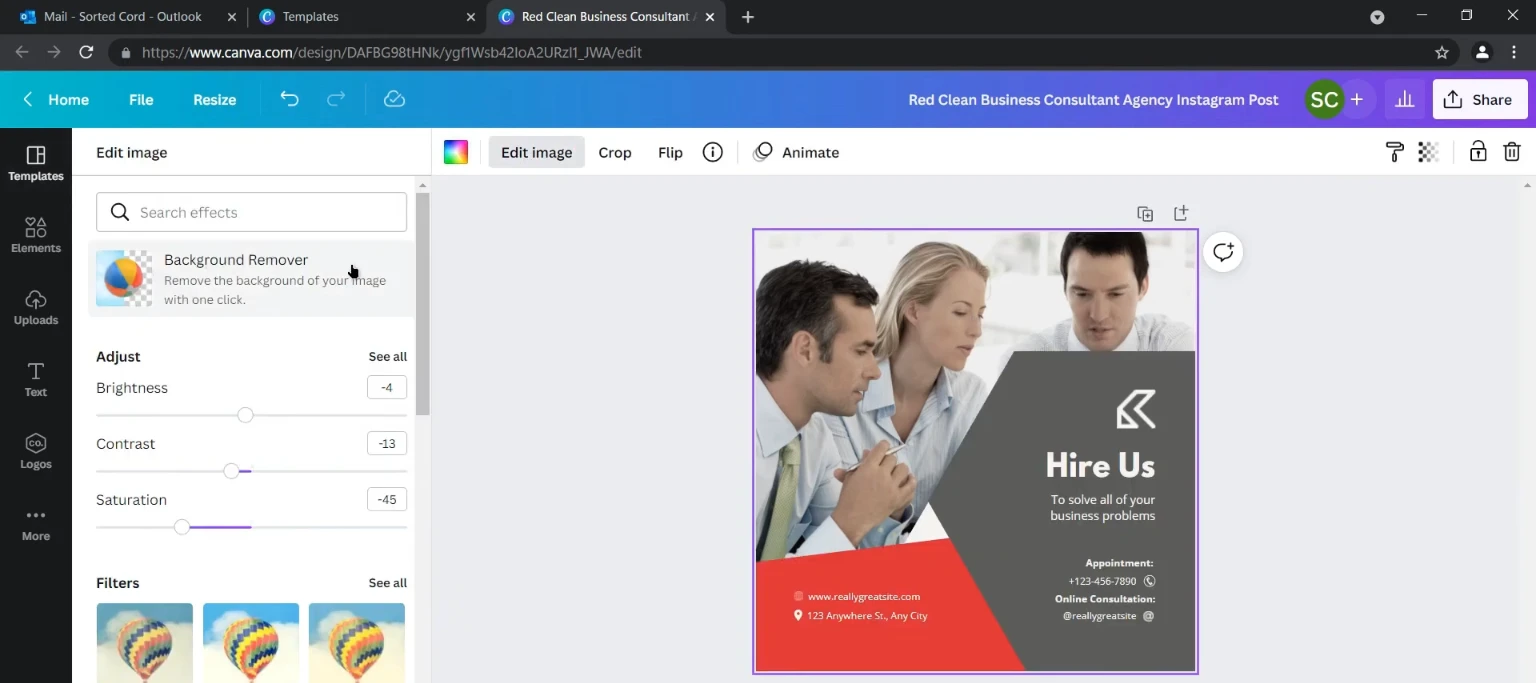 Mail - Sorted Cord - Outlook
Templates
Red Clean Business Consultant
https://www.canva.com/design/DAFBG98tHNk/ygf1Wsb42IoA2URzl1_JWA/edit
Home
File
Resize
Red Clean Business Consultant Agency Instagram Post
SC
Share
Templates
Elements
Uploads
Text
co.
Logos
More
Edit image
Search effects
Background Remover
Remove the background of your image
with one click.
Adjust
See all
Brightness
-4
Contrast
-13
Saturation
-45
Filters
See all
Edit image
Crop
Flip
Animate
Hire Us
To solve all of your
business problems
Appointment:
+123-456-7890
Online Consultation:
@reallygreatsite @
www.reallygreatsite.com
123 Anywhere St., Any City